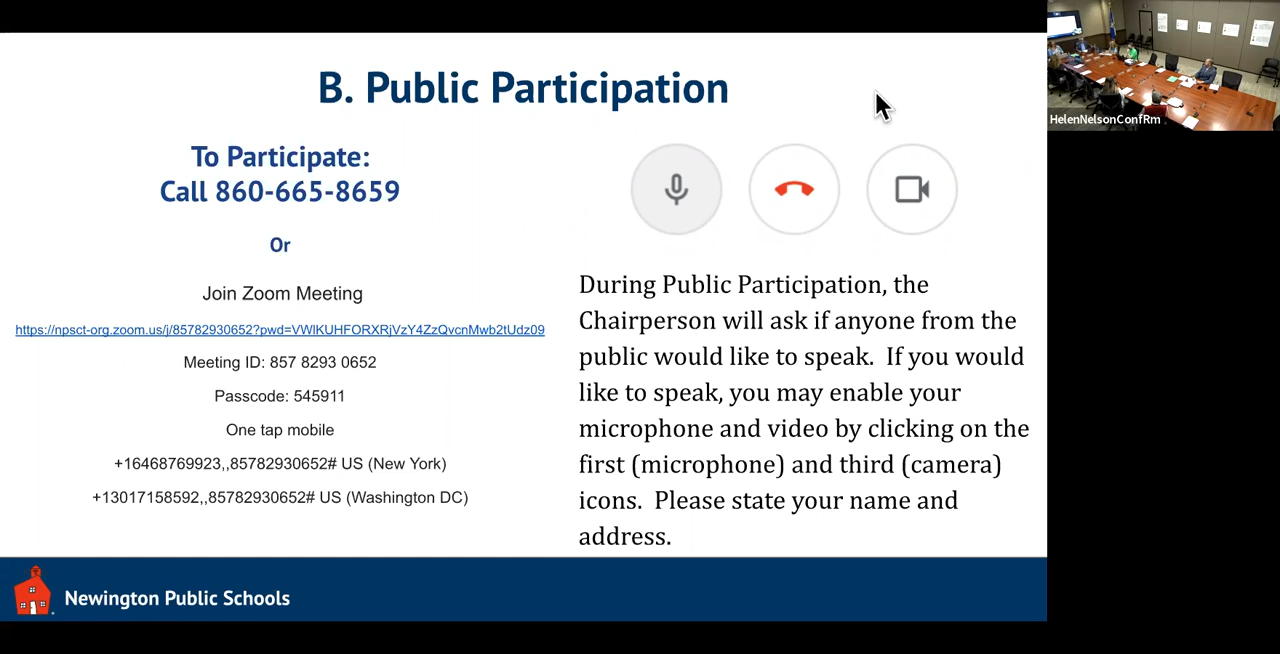 B. Public Participation
To Participate:
Call 860-665-8659
Or
Join Zoom Meeting
https://npsct-org.zoom.us/j/85782930652?pwd=VWlKUHFORXRjVzY4ZzQvcnMwb2tUdz09
Meeting ID: 857 8293 0652
Passcode: 545911
One tap mobile
+16468769923,,85782930652# US (New York)
+13017158592,,85782930652# US (Washington DC)
During Public Participation, the
Chairperson will ask if anyone from the
public would like to speak.  If you would
like to speak, you may enable your
microphone and video by clicking on the
first (microphone) and third (camera)
icons.  Please state your name and
address.
Newington Public Schools
HelenNelsonConfRm